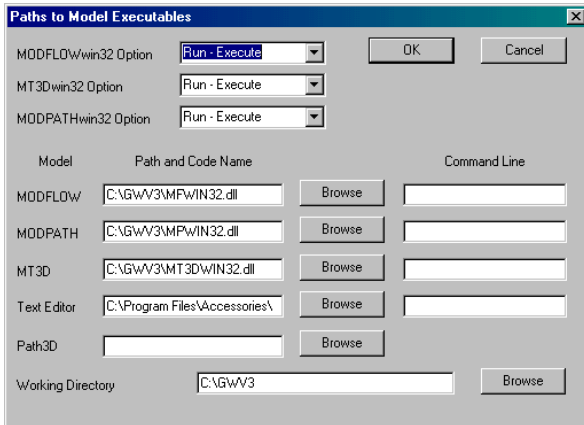 Paths to Model Executables
MODFLOWwin32 Option Run - Execute OK Cancel
MT3Dwin32 Option Run - Execute
MODPATHwin32 Option Run - Execute
Model Path and Code Name Command Line
MODFLOW C:\GWV3\MFWIN32.dll Browse
MODPATH C:\GWV3\MPWIN32.dll Browse
MT3D C:\GWV3\MT3DWIN32.dll Browse
Text Editor C:\Program Files\Accessories\ Browse
Path3D Browse
Working Directory C:\GWV3 Browse